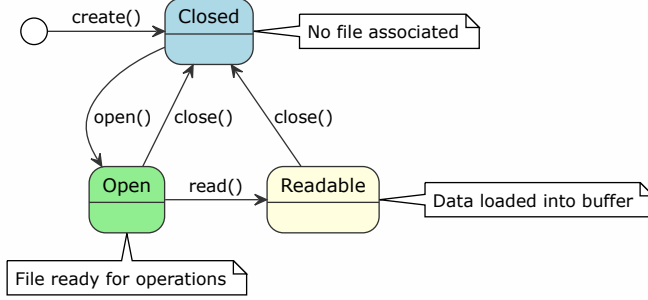 create()
Closed
No file associated
open()
close()
close()
Open
read()
Readable
Data loaded into buffer
File ready for operations